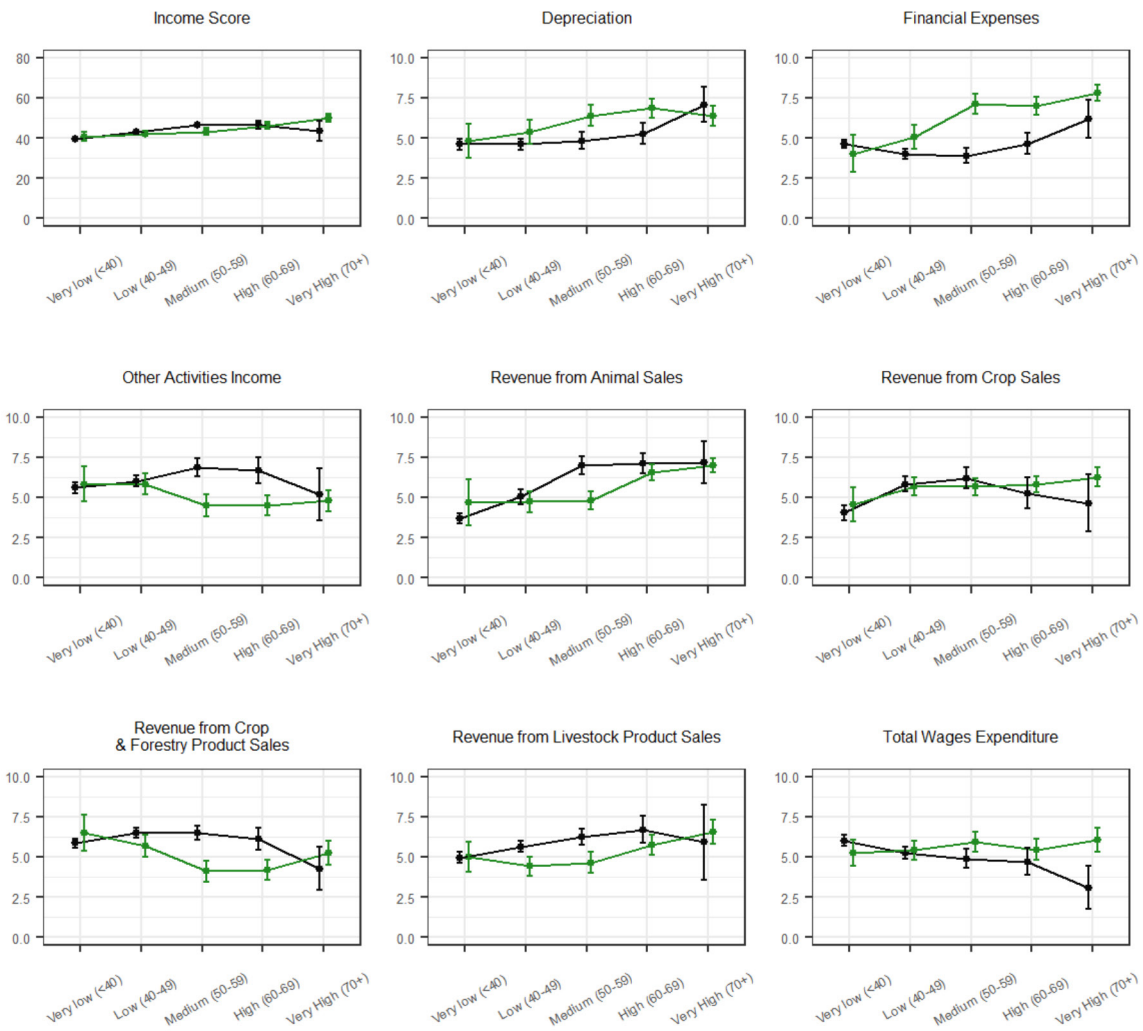 Income Score
80
60
40
20
0
Very low (<40)
Low (40-49)
Medium (50-59)
High (60-69)
Very High (70+)
Depreciation
10.0
7.5
5.0
2.5
0.0
Very low (<40)
Low (40-49)
Medium (50-59)
High (60-69)
Very High (70+)
Financial Expenses
10.0
7.5
5.0
2.5
0.0
Very low (<40)
Low (40-49)
Medium (50-59)
High (60-69)
Very High (70+)
Other Activities Income
10.0
7.5
5.0
2.5
0.0
Very low (<40)
Low (40-49)
Medium (50-59)
High (60-69)
Very High (70+)
Revenue from Animal Sales
10.0
7.5
5.0
2.5
0.0
Very low (<40)
Low (40-49)
Medium (50-59)
High (60-69)
Very High (70+)
Revenue from Crop Sales
10.0
7.5
5.0
2.5
0.0
Very low (<40)
Low (40-49)
Medium (50-59)
High (60-69)
Very High (70+)
Revenue from Crop
& Forestry Product Sales
10.0
7.5
5.0
2.5
0.0
Very low (<40)
Low (40-49)
Medium (50-59)
High (60-69)
Very High (70+)
Revenue from Livestock Product Sales
10.0
7.5
5.0
2.5
0.0
Very low (<40)
Low (40-49)
Medium (50-59)
High (60-69)
Very High (70+)
Total Wages Expenditure
10.0
7.5
5.0
2.5
0.0
Very low (<40)
Low (40-49)
Medium (50-59)
High (60-69)
Very High (70+)